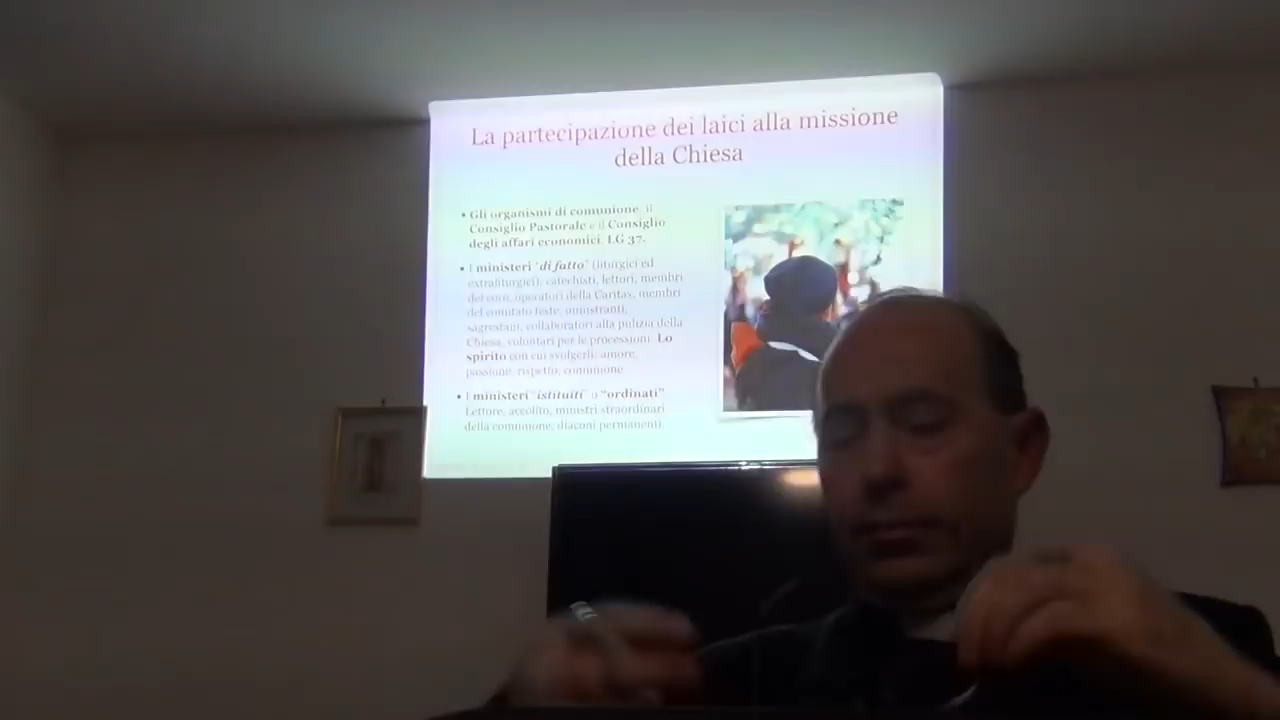 La partecipazione dei laici alla missione
della Chiesa
• Gli organismi di comunione: il
Consiglio Pastorale e il Consiglio
degli affari economici. LG 37.
• I ministeri "di fatto" (liturgici ed
extraliturgici): catechisti, lettori, membri
del coro, operatori della Caritas, membri
del comitato feste, ministranti,
sagrestani, collaboratori alla pulizia della
Chiesa, volontari per le processioni. Lo
spirito con cui svolgerli: amore,
passione, rispetto, comunione.
• I ministeri "istituiti" o "ordinati"
Lettore, accolito, ministri straordinari
della comunione, diaconi permanenti.